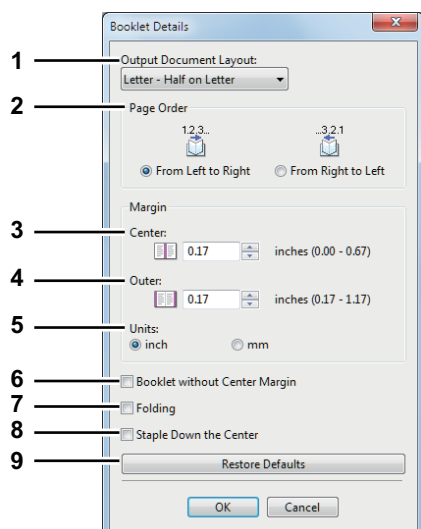 Booklet Details
1 Output Document Layout:
Letter - Half on Letter
2 Page Order
1.2,3... ...3,2.1
From Left to Right From Right to Left
Margin
3 Center:
0.17 inches (0.00 - 0.67)
4 Outer:
0.17 inches (0.17 - 1.17)
5 Units:
inch mm
6 Booklet without Center Margin
7 Folding
8 Staple Down the Center
9 Restore Defaults
OK Cancel